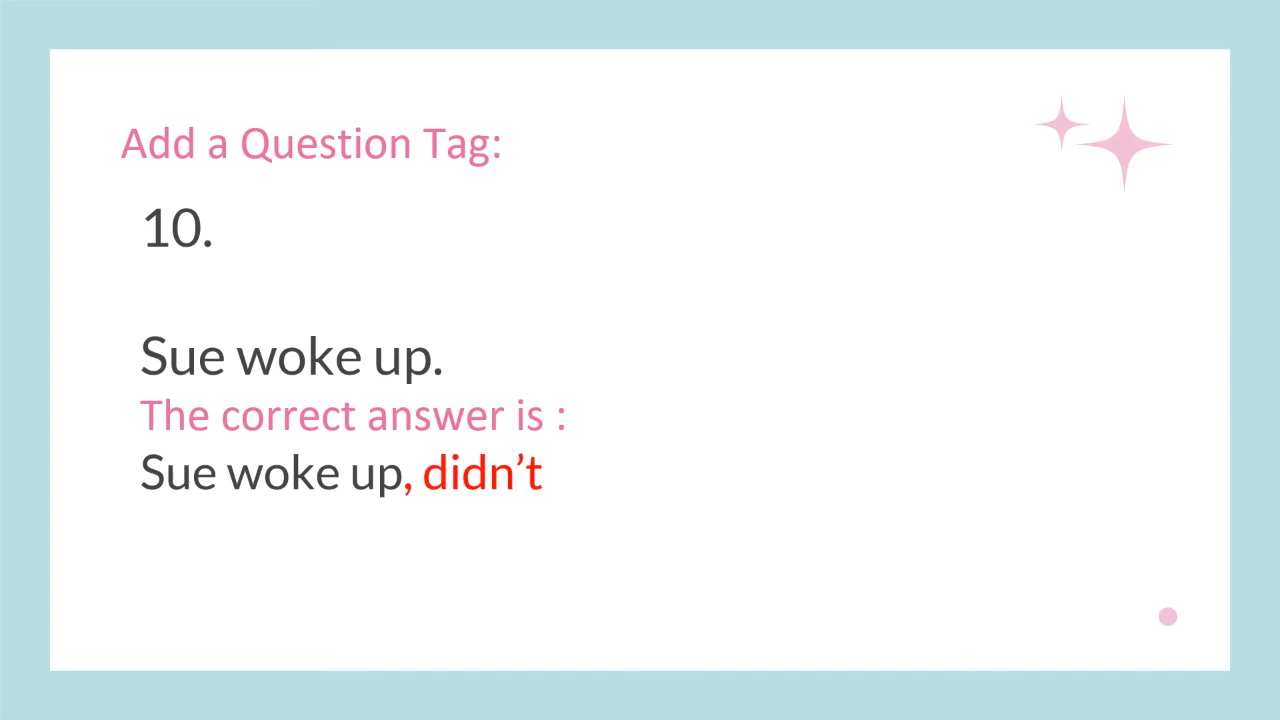 Add a Question Tag:
10.
Sue woke up.
The correct answer is :
Sue woke up, didn’t